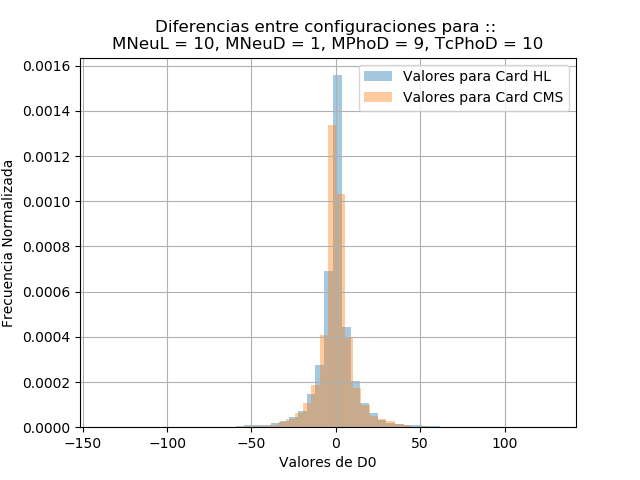 Diferencias entre configuraciones para ::
MNeuL = 10, MNeuD = 1, MPhoD = 9, TcPhoD = 10
Valores para Card HL
Valores para Card CMS
Frecuencia Normalizada
0.0016
0.0014
0.0012
0.0010
0.0008
0.0006
0.0004
0.0002
0.0000
−150 −100 −50 0 50 100
Valores de D0